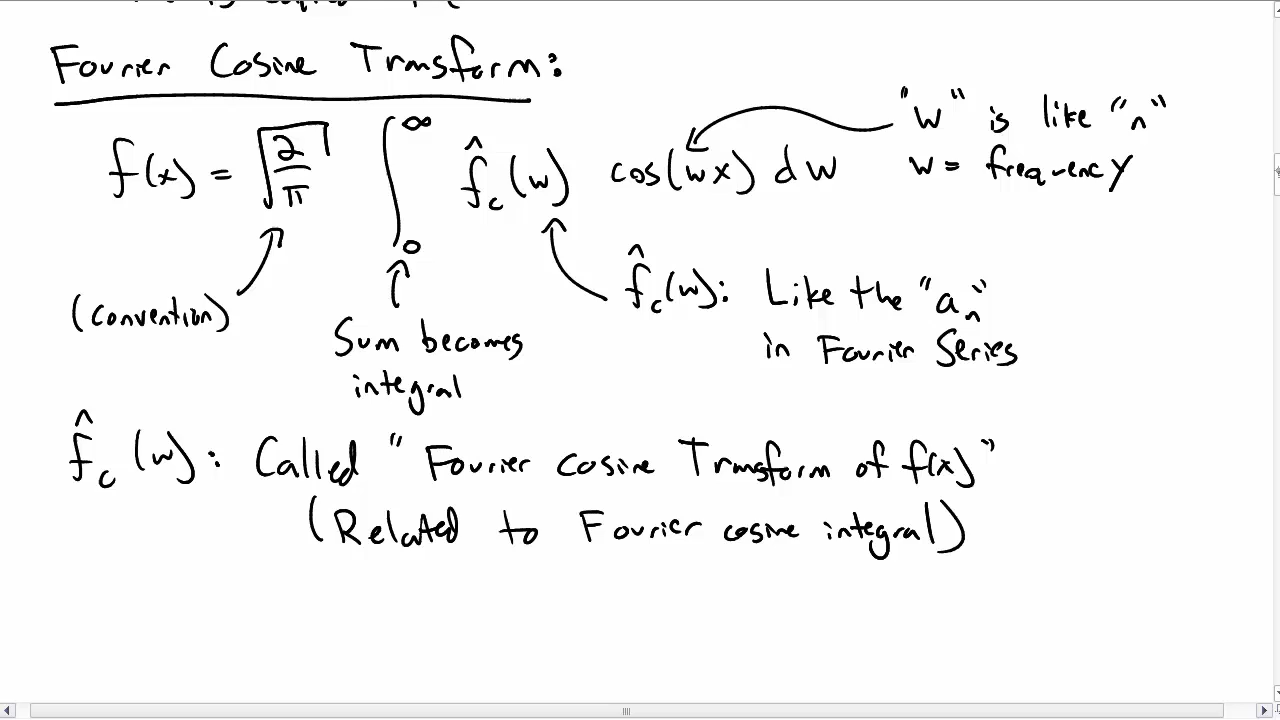 Fourier Cosine Transform:
f(x) = √(2/π) ∫₀^∞ f̂_c(w) cos(wx) dw
"w" is like "n"
w = frequency
(convention)
Sum becomes
integral
f̂_c(w): Like the "a_n"
in Fourier Series
f̂_c(w): Called "Fourier cosine Transform of f(x)"
(Related to Fourier cosine integral)